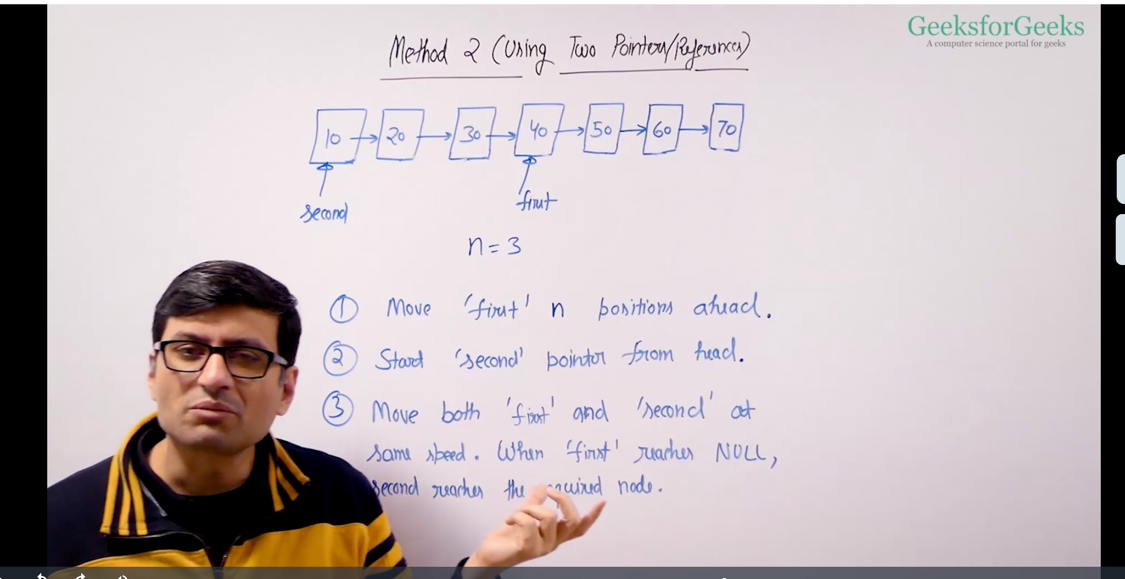 GeeksforGeeks
A computer science portal for geeks
Method 2 (Using Two Pointers/References)
10 20 30 40 50 60 70
second first
n = 3
1 Move 'first' n positions ahead.
2 Start 'second' pointer from head.
3 Move both 'first' and 'second' at
same speed. When 'first' reaches NULL,
second reaches the required node.